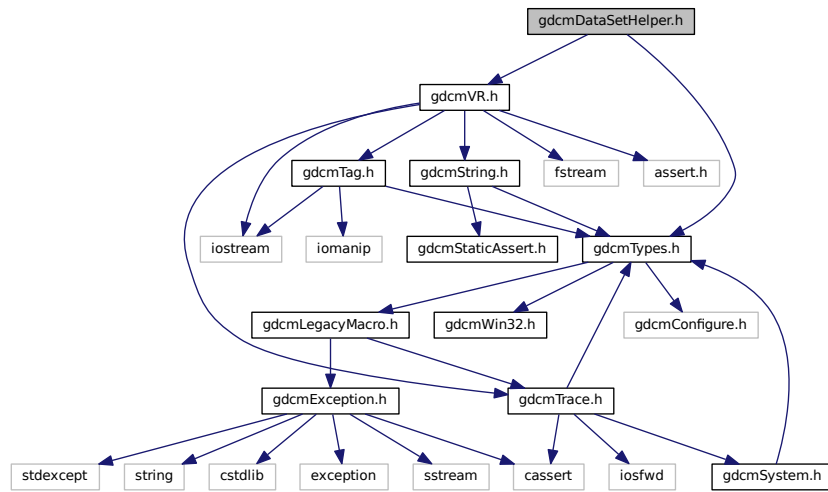 gdcmDataSetHelper.h
gdcmVR.h
gdcmTag.h
gdcmString.h
fstream
assert.h
iostream
iomanip
gdcmStaticAssert.h
gdcmTypes.h
gdcmLegacyMacro.h
gdcmWin32.h
gdcmConfigure.h
gdcmException.h
gdcmTrace.h
stdexcept
string
cstdlib
exception
sstream
cassert
iosfwd
gdcmSystem.h